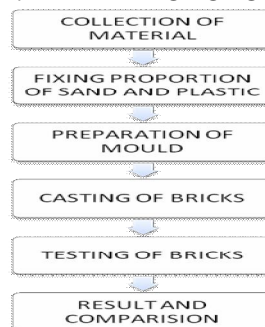 COLLECTION OF
MATERIAL
FIXING PROPORTION
OF SAND AND PLASTIC
PREPARATION OF
MOULD
CASTING OF BRICKS
TESTING OF BRICKS
RESULT AND
COMPARISION